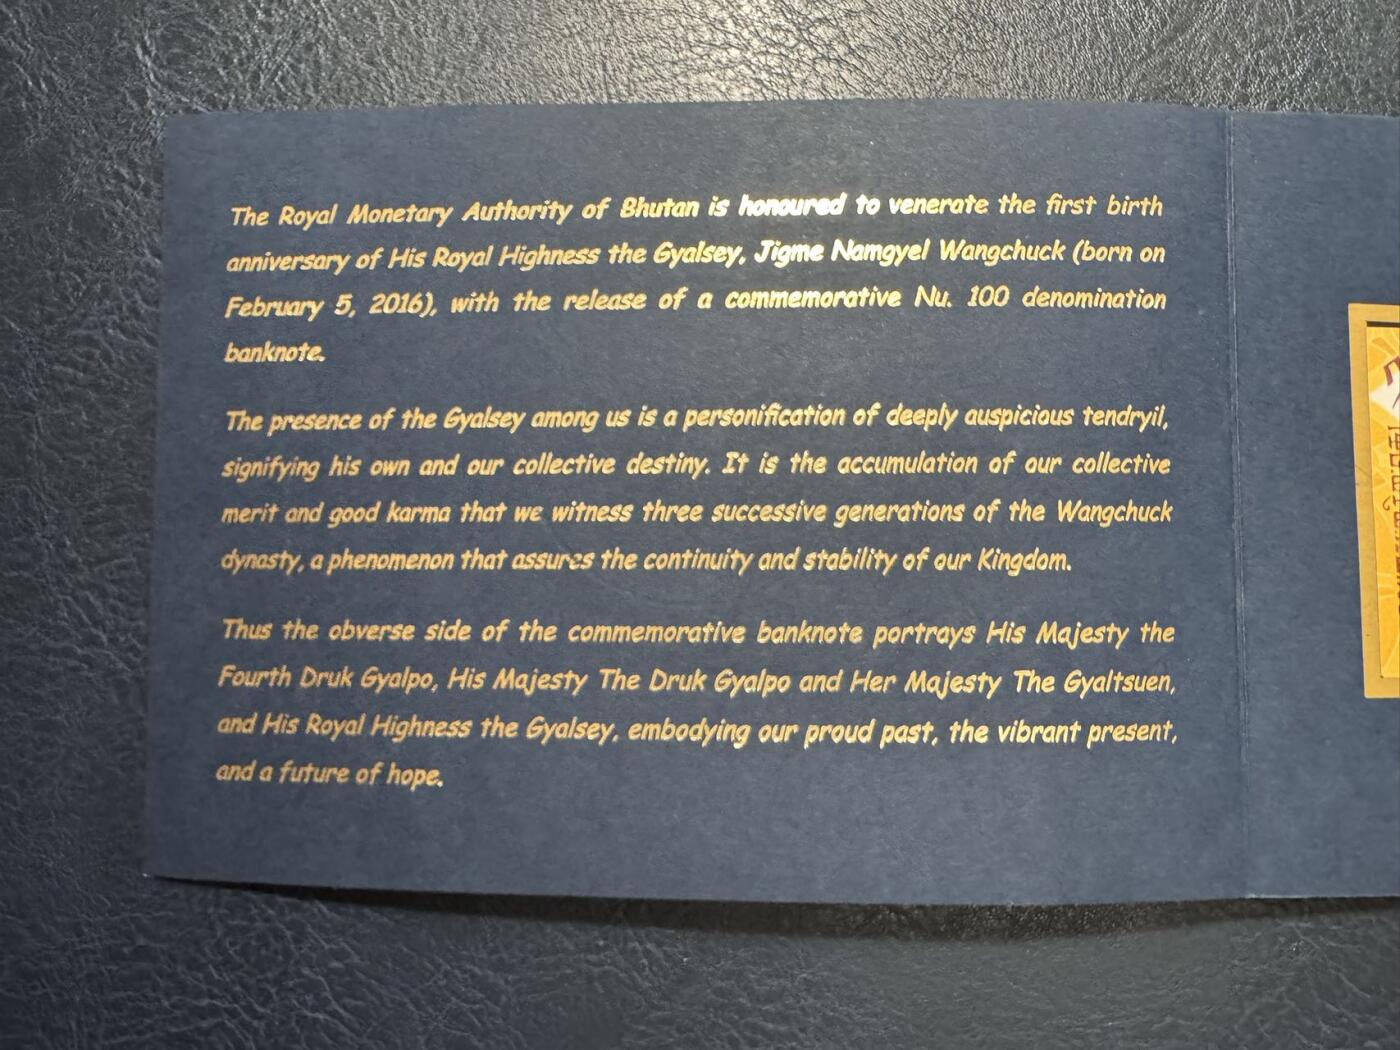 The Royal Monetary Authority of Bhutan is honoured to venerate the first birth
anniversary of His Royal Highness the Gyalsey, Jigme Namgyel Wangchuck (born on
February 5, 2016), with the release of a commemorative Nu. 100 denomination
banknote.
The presence of the Gyalsey among us is a personification of deeply auspicious tendryil,
signifying his own and our collective destiny. It is the accumulation of our collective
merit and good karma that we witness three successive generations of the Wangchuck
dynasty, a phenomenon that assures the continuity and stability of our Kingdom.
Thus the obverse side of the commemorative banknote portrays His Majesty the
Fourth Druk Gyalpo, His Majesty The Druk Gyalpo and Her Majesty The Gyaltsuen,
and His Royal Highness the Gyalsey, embodying our proud past, the vibrant present,
and a future of hope.